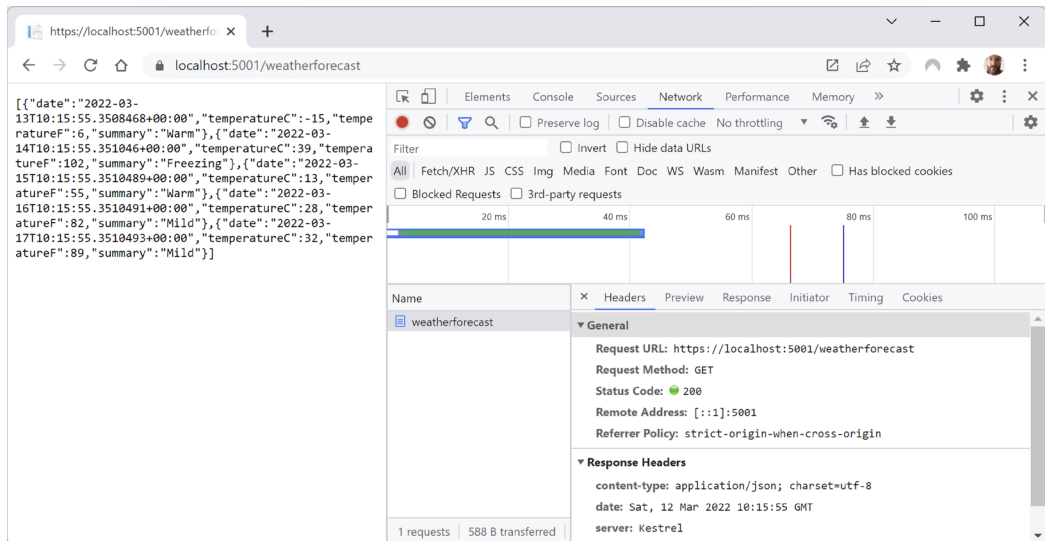 https://localhost:5001/weatherfo
localhost:5001/weatherforecast
[{"date":"2022-03-
13T10:15:55.3508468+00:00","temperatureC":-15,"tempe
ratureF":6,"summary":"Warm"},{"date":"2022-03-
14T10:15:55.351046+00:00","temperatureC":39,"tempera
tureF":102,"summary":"Freezing"},{"date":"2022-03-
15T10:15:55.3510489+00:00","temperatureC":13,"temper
atureF":55,"summary":"Warm"},{"date":"2022-03-
16T10:15:55.3510491+00:00","temperatureC":28,"temper
atureF":82,"summary":"Mild"},{"date":"2022-03-
17T10:15:55.3510493+00:00","temperatureC":32,"temper
atureF":89,"summary":"Mild"}]
Elements Console Sources Network Performance Memory
Preserve log Disable cache No throttling
Filter Invert Hide data URLs
All Fetch/XHR JS CSS Img Media Font Doc WS Wasm Manifest Other Has blocked cookies
Blocked Requests 3rd-party requests
20 ms 40 ms 60 ms 80 ms 100 ms
Name
weatherforecast
1 requests 588 B transferred
Headers Preview Response Initiator Timing Cookies
General
Request URL: https://localhost:5001/weatherforecast
Request Method: GET
Status Code: 200
Remote Address: [::1]:5001
Referrer Policy: strict-origin-when-cross-origin
Response Headers
content-type: application/json; charset=utf-8
date: Sat, 12 Mar 2022 10:15:55 GMT
server: Kestrel